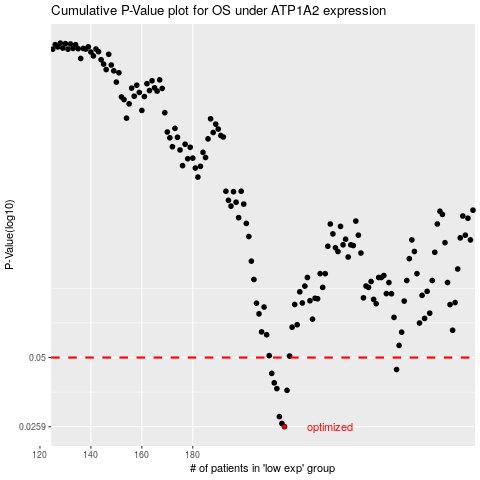 Cumulative P-Value plot for OS under ATP1A2 expression
P-Value(log10)
0.05
0.0259
optimized
120
140
160
180
# of patients in 'low exp' group